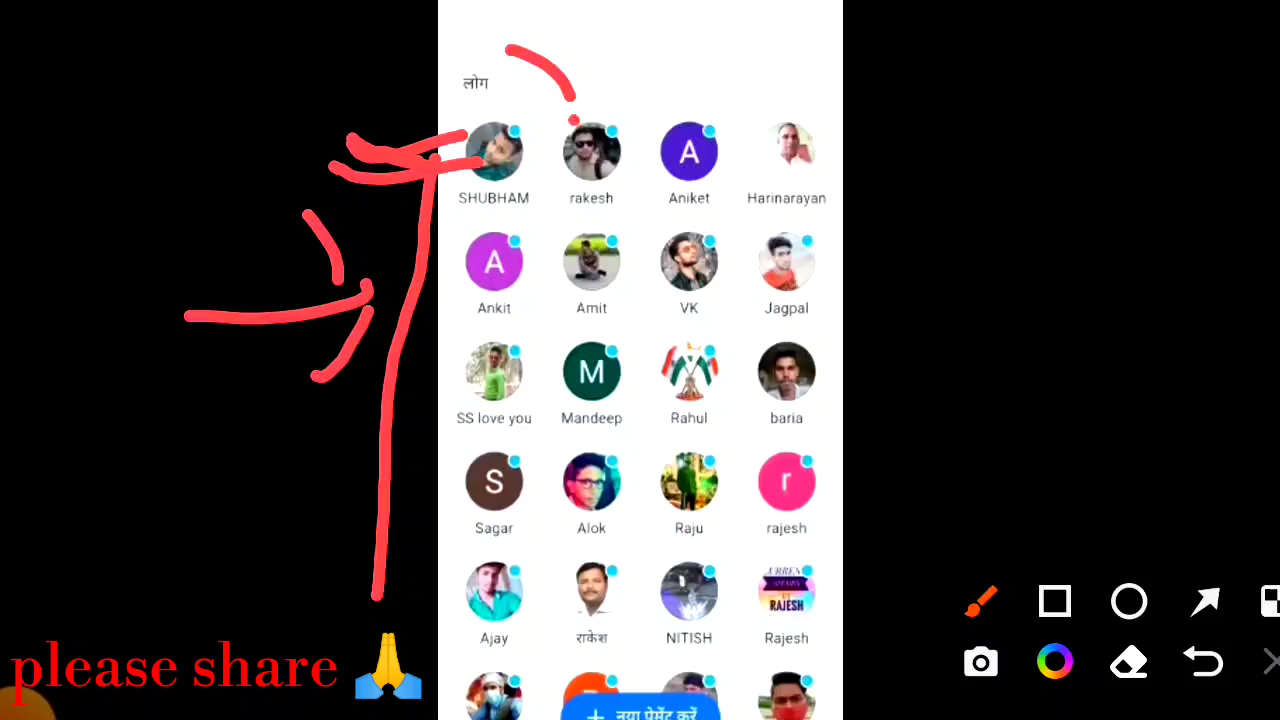 लोग
SHUBHAM rakesh A Aniket Harinarayan
A Ankit Amit VK Jagpal
SS love you M Mandeep Rahul baria
S Sagar Alok Raju r rajesh
Ajay राकेश NITISH RAJESH Rajesh
+ नया पेमेंट करें
please share 🙏